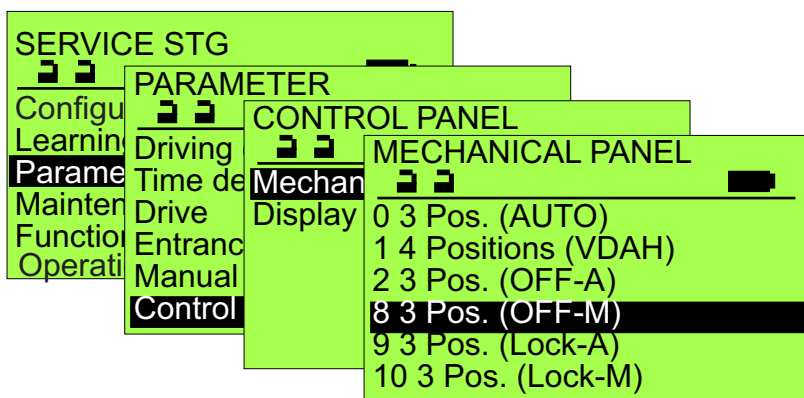 SERVICE STG
Configu
Learnin
Parame
Mainten
Function
Operati
PARAMETER
Driving
Time de
Drive
Entranc
Manual
Control
CONTROL PANEL
Mechan
Display
MECHANICAL PANEL
0 3 Pos. (AUTO)
1 4 Positions (VDAH)
2 3 Pos. (OFF-A)
8 3 Pos. (OFF-M)
9 3 Pos. (Lock-A)
10 3 Pos. (Lock-M)